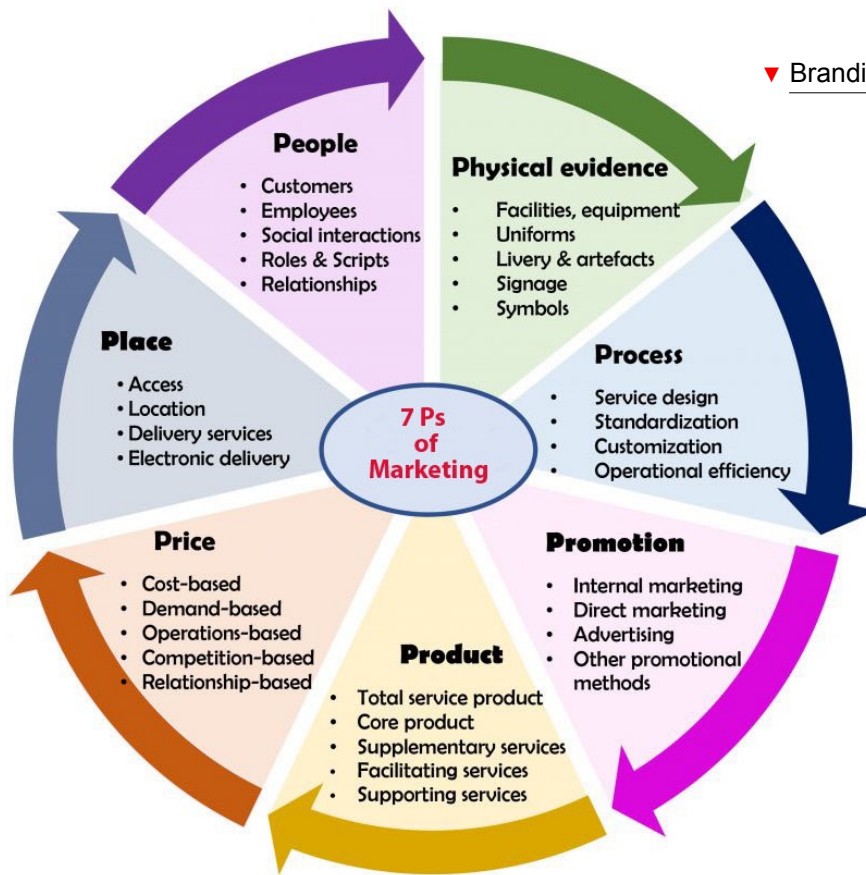 ▼ Brandi
People
• Customers
• Employees
• Social interactions
• Roles & Scripts
• Relationships
Physical evidence
• Facilities, equipment
• Uniforms
• Livery & artefacts
• Signage
• Symbols
Place
• Access
• Location
• Delivery services
• Electronic delivery
Process
• Service design
• Standardization
• Customization
• Operational efficiency
7 Ps
of
Marketing
Price
• Cost-based
• Demand-based
• Operations-based
• Competition-based
• Relationship-based
Promotion
• Internal marketing
• Direct marketing
• Advertising
• Other promotional
methods
Product
• Total service product
• Core product
• Supplementary services
• Facilitating services
• Supporting services